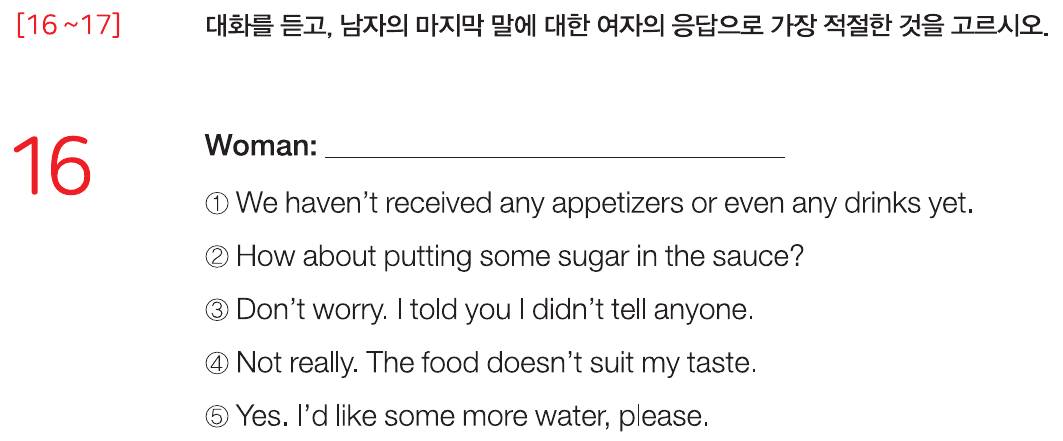 [16~17] 대화를 듣고, 남자의 마지막 말에 대한 여자의 응답으로 가장 적절한 것을 고르시오.
16
Woman: ______________________________
① We haven't received any appetizers or even any drinks yet.
② How about putting some sugar in the sauce?
③ Don't worry. I told you I didn't tell anyone.
④ Not really. The food doesn't suit my taste.
⑤ Yes. I'd like some more water, please.